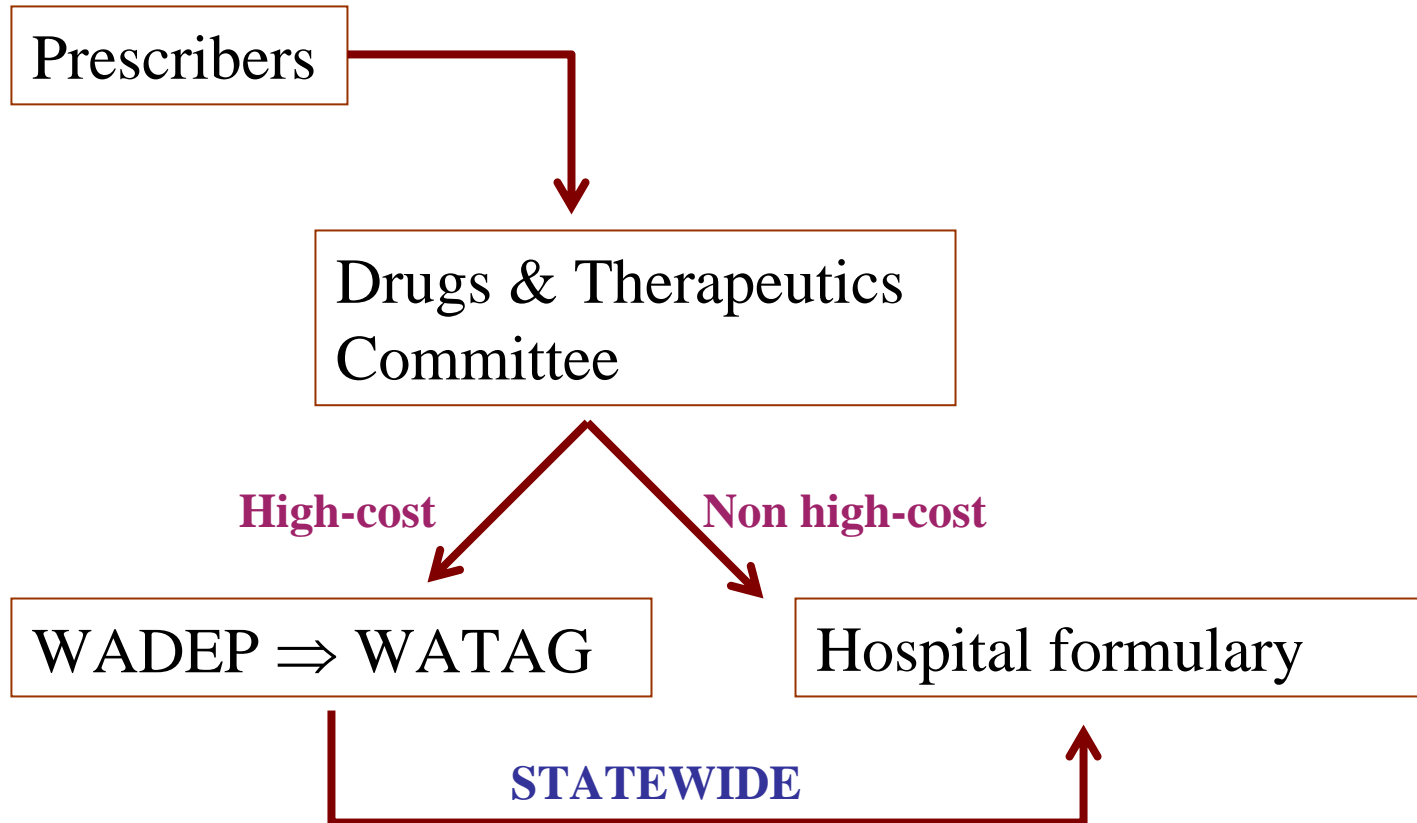 Prescribers
Drugs & Therapeutics
Committee
High-cost
Non high-cost
WADEP ⇒ WATAG
Hospital formulary
STATEWIDE